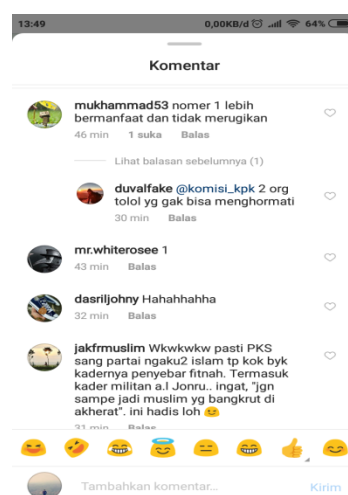 13:49 0,00KB/d 64%
Komentar
mukhammad53 nomer 1 lebih
bermanfaat dan tidak merugikan
46 min 1 suka Balas
Lihat balasan sebelumnya (1)
duvalfake @komisi_kpk 2 org
tolol yg gak bisa menghormati
30 min Balas
mr.whiterosee 1
43 min Balas
dasriljohny Hahahhahha
32 min Balas
jakfrmuslim Wkwkwkw pasti PKS
sang partai ngaku2 islam tp kok byk
kadernya penyebar fitnah. Termasuk
kader militan a.l Jonru.. ingat, "jgn
sampe jadi muslim yg bangkrut di
akherat". ini hadis loh 😉
31 min Balas
Tambahkan komentar... Kirim